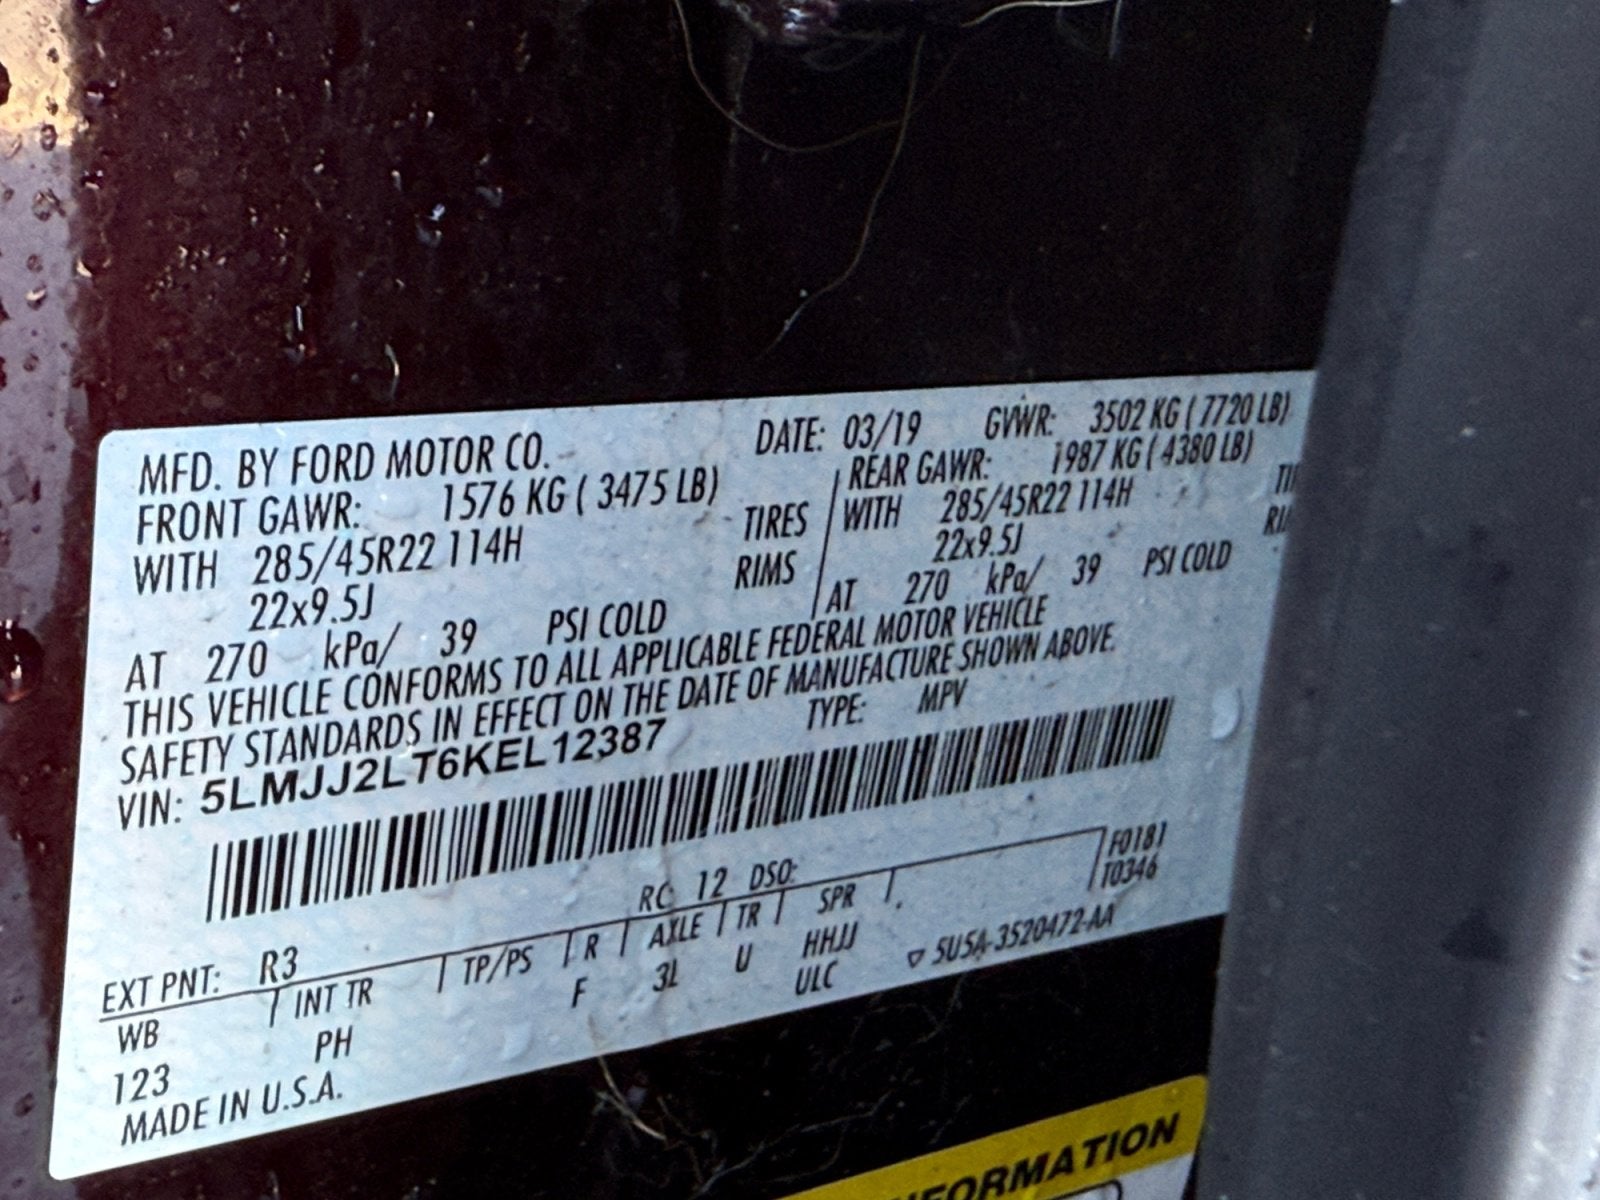 MFD. BY FORD MOTOR CO. DATE: 03/19 GVWR: 3502 KG ( 7720 LB)
FRONT GAWR: 1576 KG ( 3475 LB) REAR GAWR: 1987 KG ( 4380 LB)
WITH 285/45R22 114H TIRES WITH 285/45R22 114H
22x9.5J RIMS 22x9.5J
AT 270 kPa/ 39 PSI COLD AT 270 kPa/ 39 PSI COLD
THIS VEHICLE CONFORMS TO ALL APPLICABLE FEDERAL MOTOR VEHICLE
SAFETY STANDARDS IN EFFECT ON THE DATE OF MANUFACTURE SHOWN ABOVE.
VIN: 5LMJJ2LT6KEL12387 TYPE: MPV
F0181
T0346
EXT PNT: R3 RC: 12 DSO:
WB INT TR TP/PS R AXLE TR SPR
123 PH F 3L U HHJJ
ULC
MADE IN U.S.A. 5U5A-3520472-AA